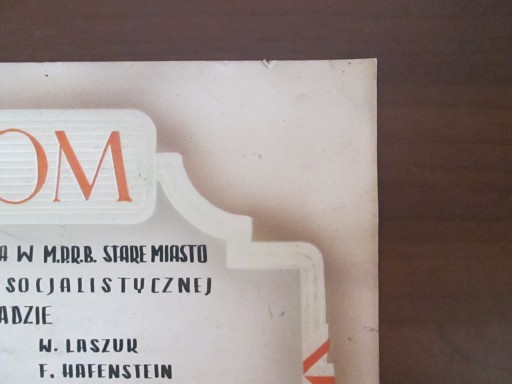 OM
A W M.P.R.B. STARE MIASTO
SOCJALISTYCZNEJ
ADZIE
W. LASZUK
F. HAFENSTEIN